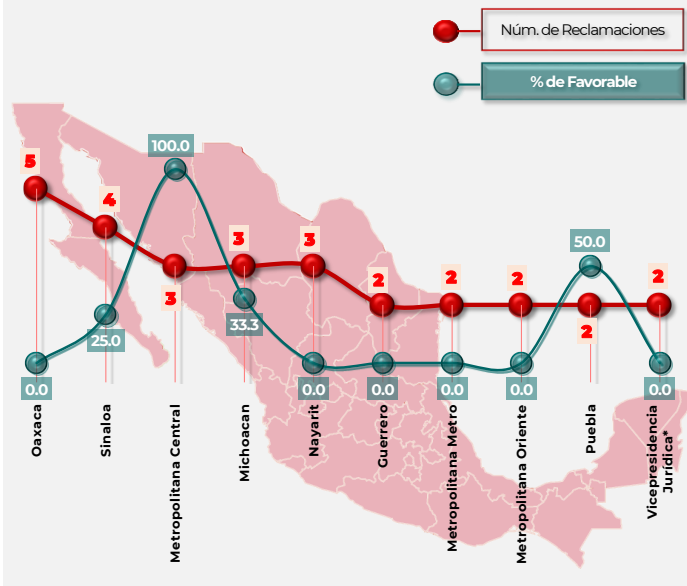 Núm. de Reclamaciones
% de Favorable
100.0
5
4
3
3
50.0
2
2
2
2
3
33.3
25.0
2
0.0
0.0
0.0
0.0
0.0
0.0
Oaxaca
Sinaloa
Metropolitana Central
Michoacan
Nayarit
Guerrero
Metropolitana Metro
Metropolitana Oriente
Puebla
Vicepresidencia
Jurídica*